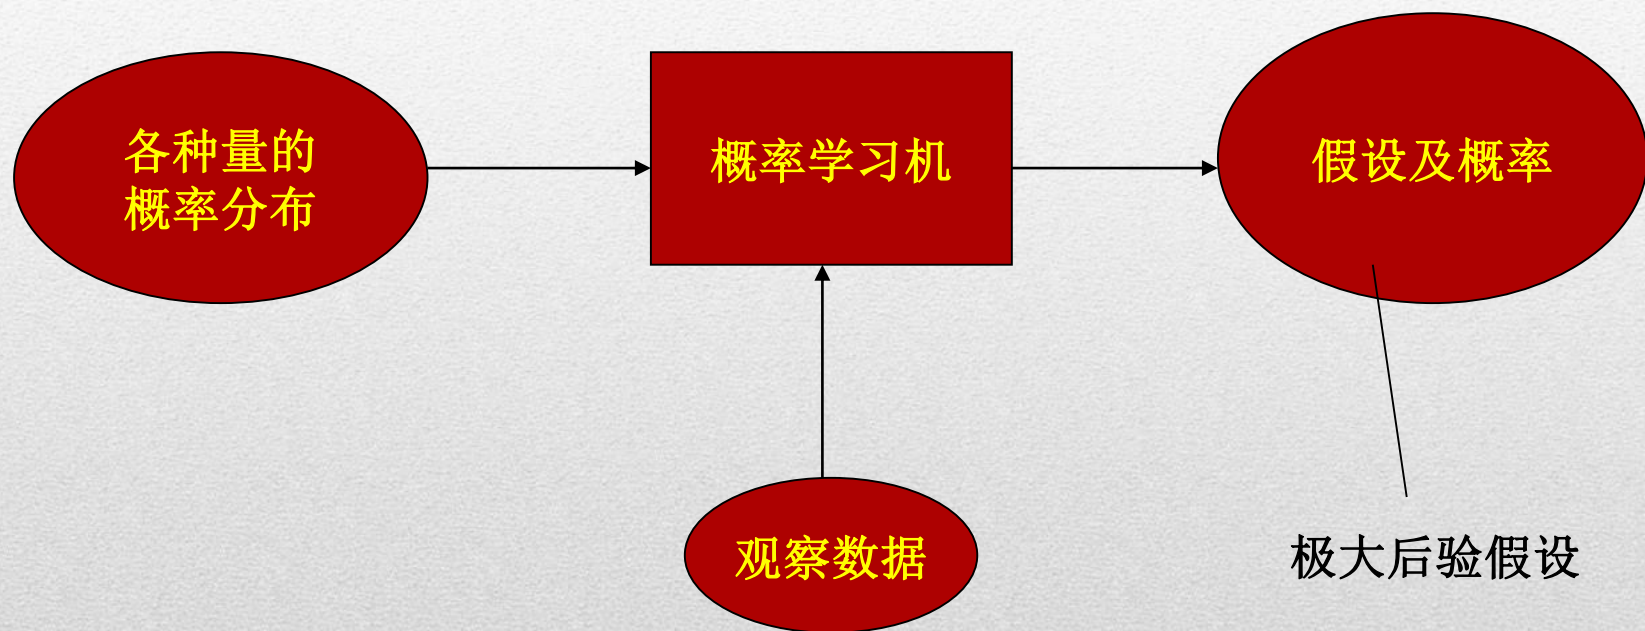 各种量的
概率分布
概率学习机
假设及概率
观察数据
极大后验假设